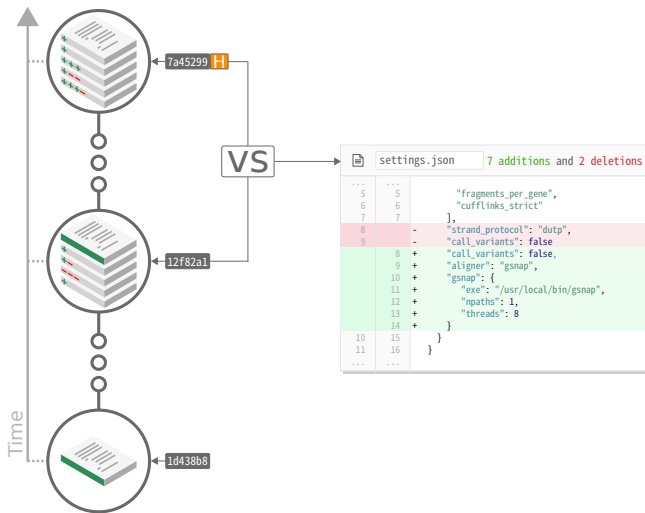 7a45299 H
VS
settings.json 7 additions and 2 deletions
... ...
5 5 "fragments_per_gene",
6 6 "cufflinks_strict"
7 7 ],
8 - "strand_protocol": "dutp",
9 - "call_variants": false
8 + "call_variants": false,
9 + "aligner": "gsnap",
10 + "gsnap": {
11 + "exe": "/usr/local/bin/gsnap",
12 + "npaths": 1,
13 + "threads": 8
14 + }
10 15 }
11 16 }
... ...
12f82a1
Time
1d438b8